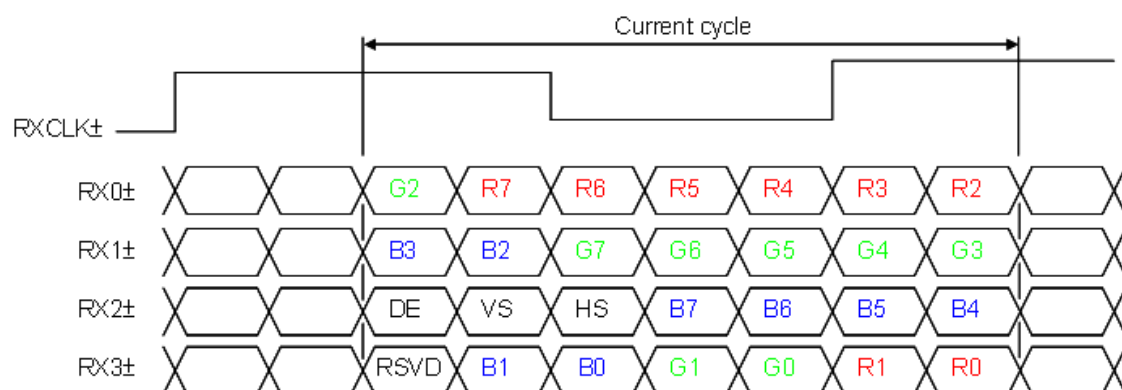 Current cycle
RXCLK±
RX0± G2 R7 R6 R5 R4 R3 R2
RX1± B3 B2 G7 G6 G5 G4 G3
RX2± DE VS HS B7 B6 B5 B4
RX3± RSVD B1 B0 G1 G0 R1 R0